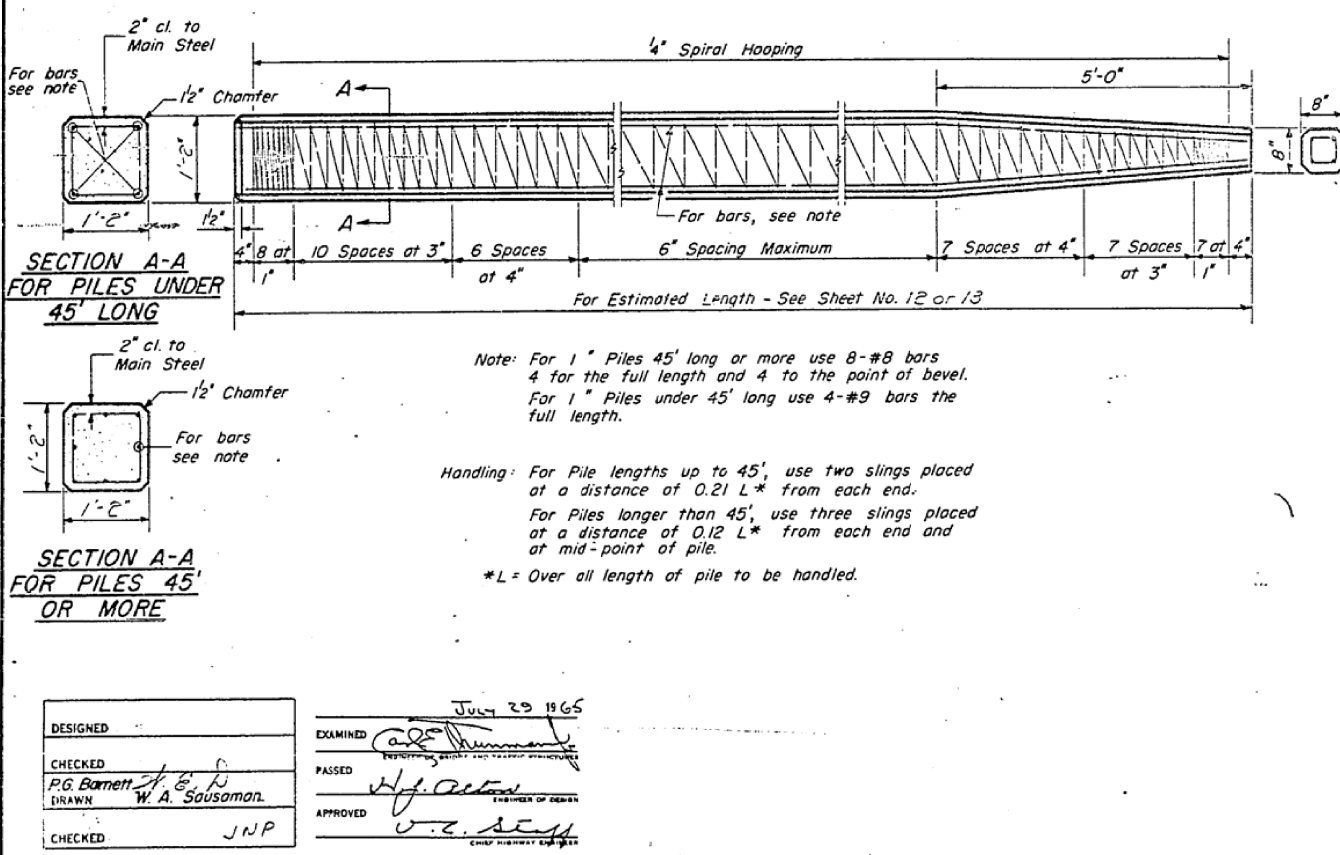 2" cl. to
Main Steel
For bars
see note
1½" Chamfer
1'-2"
1'-2"
SECTION A-A
FOR PILES UNDER
45' LONG
¼" Spiral Hooping
5'-0"
A
A
8"
8"
For bars, see note
1½"
4" 8 at 1" 10 Spaces at 3" 6 Spaces at 4" 6" Spacing Maximum 7 Spaces at 4" 7 Spaces at 3" 7 at 1" 4"
For Estimated Length - See Sheet No. 12 or 13
2" cl. to
Main Steel
1½" Chamfer
For bars
see note
1'-2"
1'-2"
SECTION A-A
FOR PILES 45'
OR MORE
Note: For 1 " Piles 45' long or more use 8-#8 bars
4 for the full length and 4 to the point of bevel.
For 1 " Piles under 45' long use 4-#9 bars the
full length.
Handling: For Pile lengths up to 45', use two slings placed
at a distance of 0.21 L* from each end.
For Piles longer than 45', use three slings placed
at a distance of 0.12 L* from each end and
at mid-point of pile.
*L = Over all length of pile to be handled.
DESIGNED
CHECKED
P.G. Barnett
DRAWN W. A. Sausaman
CHECKED JNP
July 29 1965
EXAMINED
ENGINEER OF BRIDGE AND TRAFFIC STRUCTURES
PASSED
ENGINEER OF DESIGN
APPROVED
CHIEF HIGHWAY ENGINEER